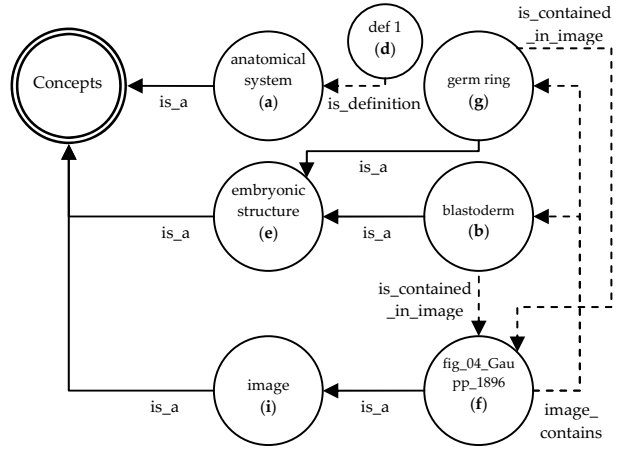 is_contained
_in_image
def 1
(d)
Concepts
anatomical
system
(a)
germ ring
(g)
is_a
is_definition
is_a
embryonic
structure
(e)
blastoderm
(b)
is_a
is_a
is_contained
_in_image
image
(i)
fig_04_Gau
pp_1896
(f)
is_a
is_a
image_
contains